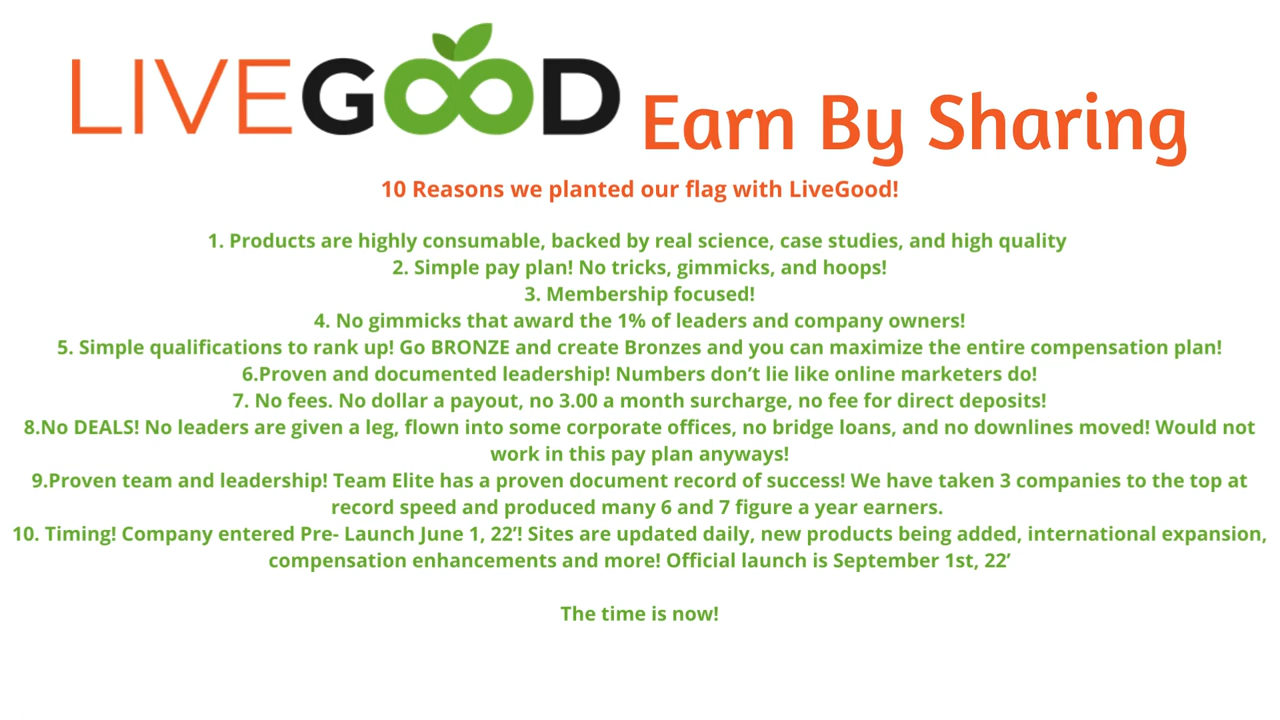 LIVEGOOD Earn By Sharing
10 Reasons we planted our flag with LiveGood!
1. Products are highly consumable, backed by real science, case studies, and high quality
2. Simple pay plan! No tricks, gimmicks, and hoops!
3. Membership focused!
4. No gimmicks that award the 1% of leaders and company owners!
5. Simple qualifications to rank up! Go BRONZE and create Bronzes and you can maximize the entire compensation plan!
6.Proven and documented leadership! Numbers don’t lie like online marketers do!
7. No fees. No dollar a payout, no 3.00 a month surcharge, no fee for direct deposits!
8.No DEALS! No leaders are given a leg, flown into some corporate offices, no bridge loans, and no downlines moved! Would not
work in this pay plan anyways!
9.Proven team and leadership! Team Elite has a proven document record of success! We have taken 3 companies to the top at
record speed and produced many 6 and 7 figure a year earners.
10. Timing! Company entered Pre- Launch June 1, 22’! Sites are updated daily, new products being added, international expansion,
compensation enhancements and more! Official launch is September 1st, 22’
The time is now!